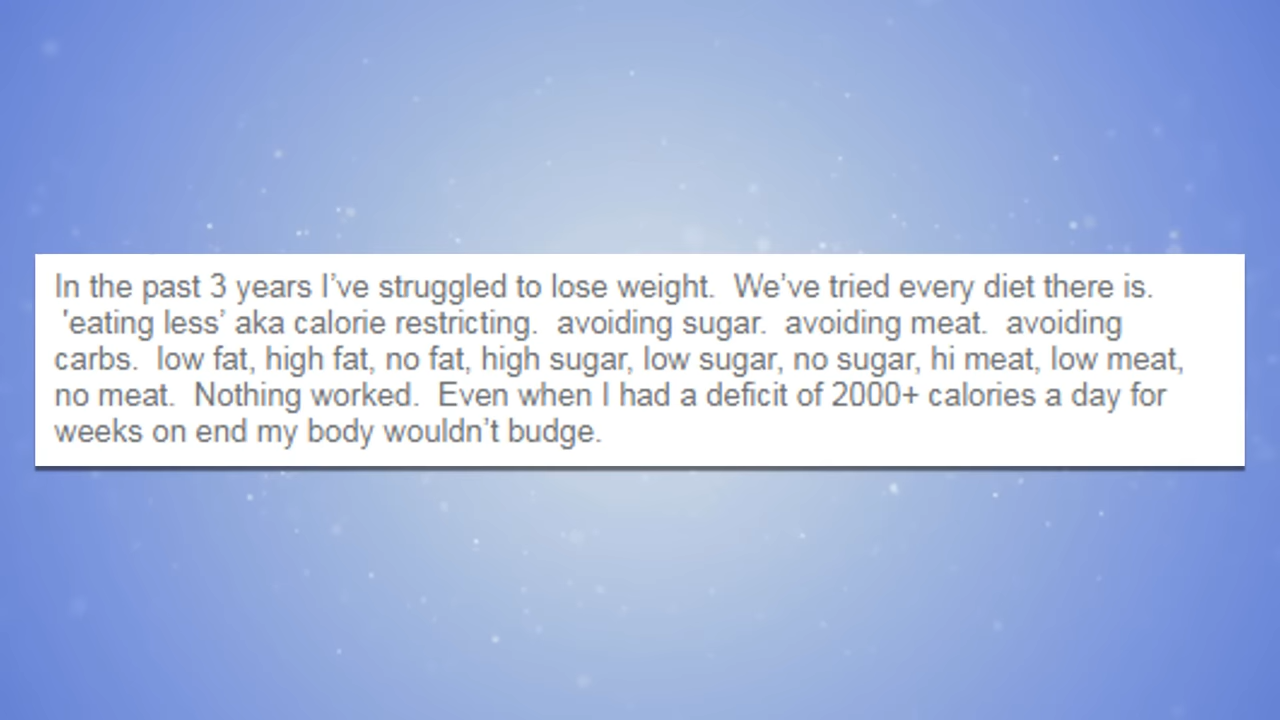 In the past 3 years I’ve struggled to lose weight.  We’ve tried every diet there is.
'eating less’ aka calorie restricting.  avoiding sugar.  avoiding meat.  avoiding
carbs.  low fat, high fat, no fat, high sugar, low sugar, no sugar, hi meat, low meat,
no meat.  Nothing worked.  Even when I had a deficit of 2000+ calories a day for
weeks on end my body wouldn’t budge.